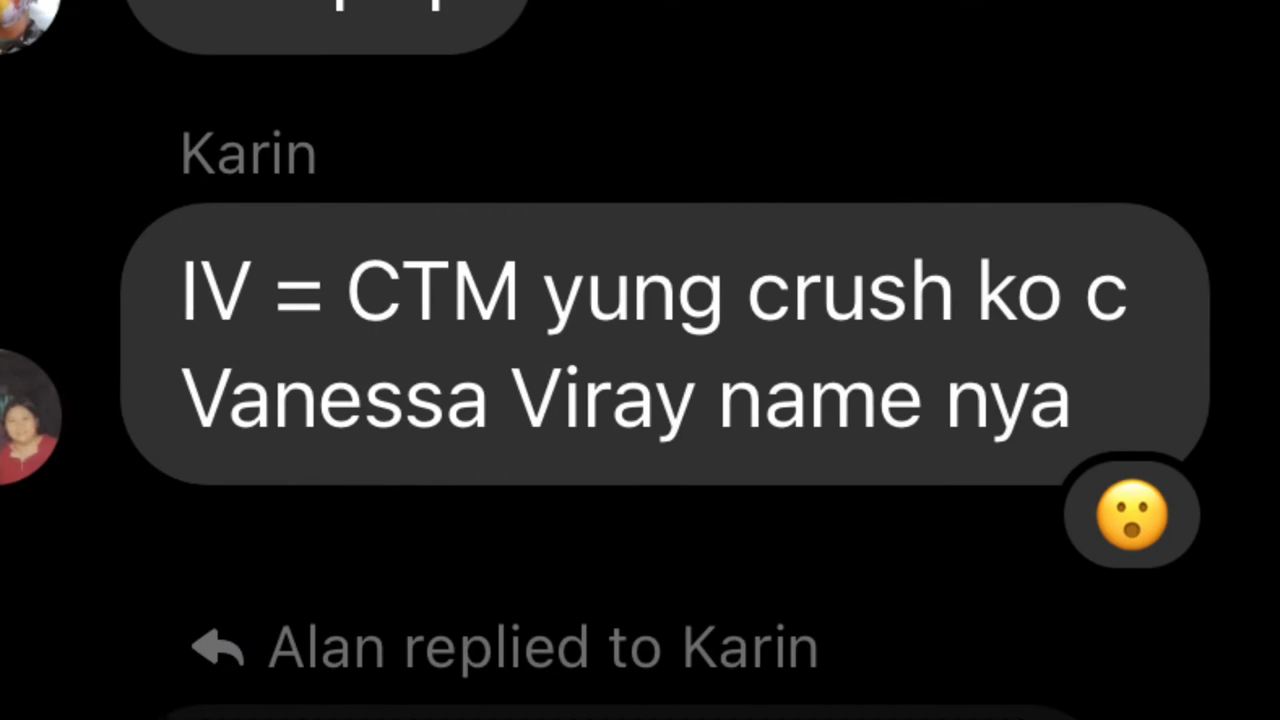 Karin
IV = CTM yung crush ko c
Vanessa Viray name nya
Alan replied to Karin